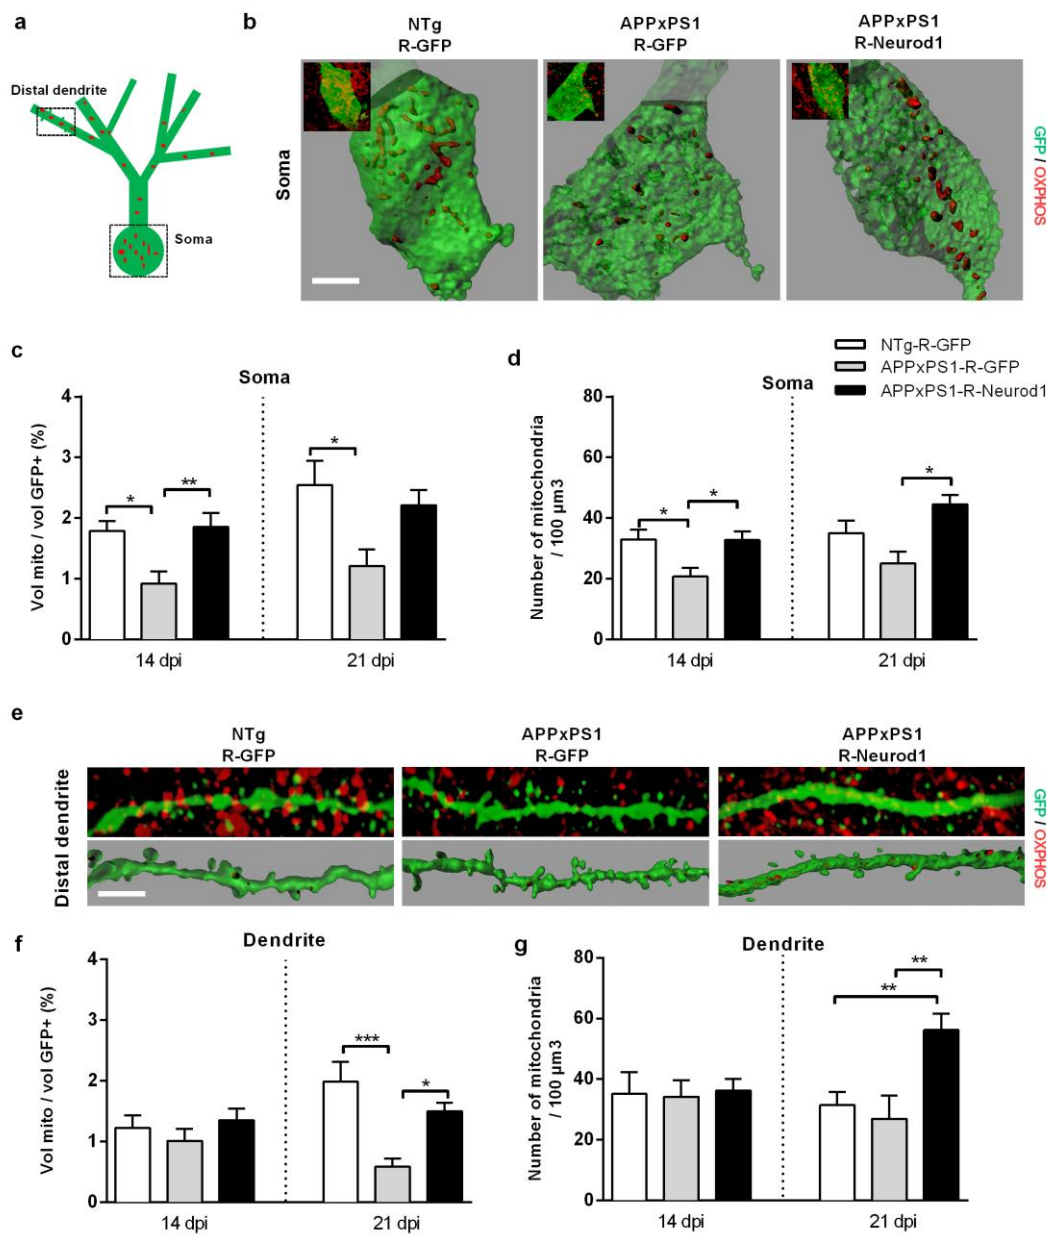 a
Distal dendrite
Soma
b
NTg
R-GFP
APPxPS1
R-GFP
APPxPS1
R-Neurod1
Soma
GFP / OXPHOS
c
Soma
Vol mito / vol GFP+ (%)
4
3
2
1
0
*
**
*
14 dpi
21 dpi
d
NTg-R-GFP
APPxPS1-R-GFP
APPxPS1-R-Neurod1
Soma
Number of mitochondria
/ 100 µm3
80
60
40
20
0
*
*
*
14 dpi
21 dpi
e
NTg
R-GFP
APPxPS1
R-GFP
APPxPS1
R-Neurod1
Distal dendrite
GFP / OXPHOS
f
Dendrite
Vol mito / vol GFP+ (%)
4
3
2
1
0
***
*
14 dpi
21 dpi
g
Dendrite
Number of mitochondria
/ 100 µm3
80
60
40
20
0
**
**
14 dpi
21 dpi